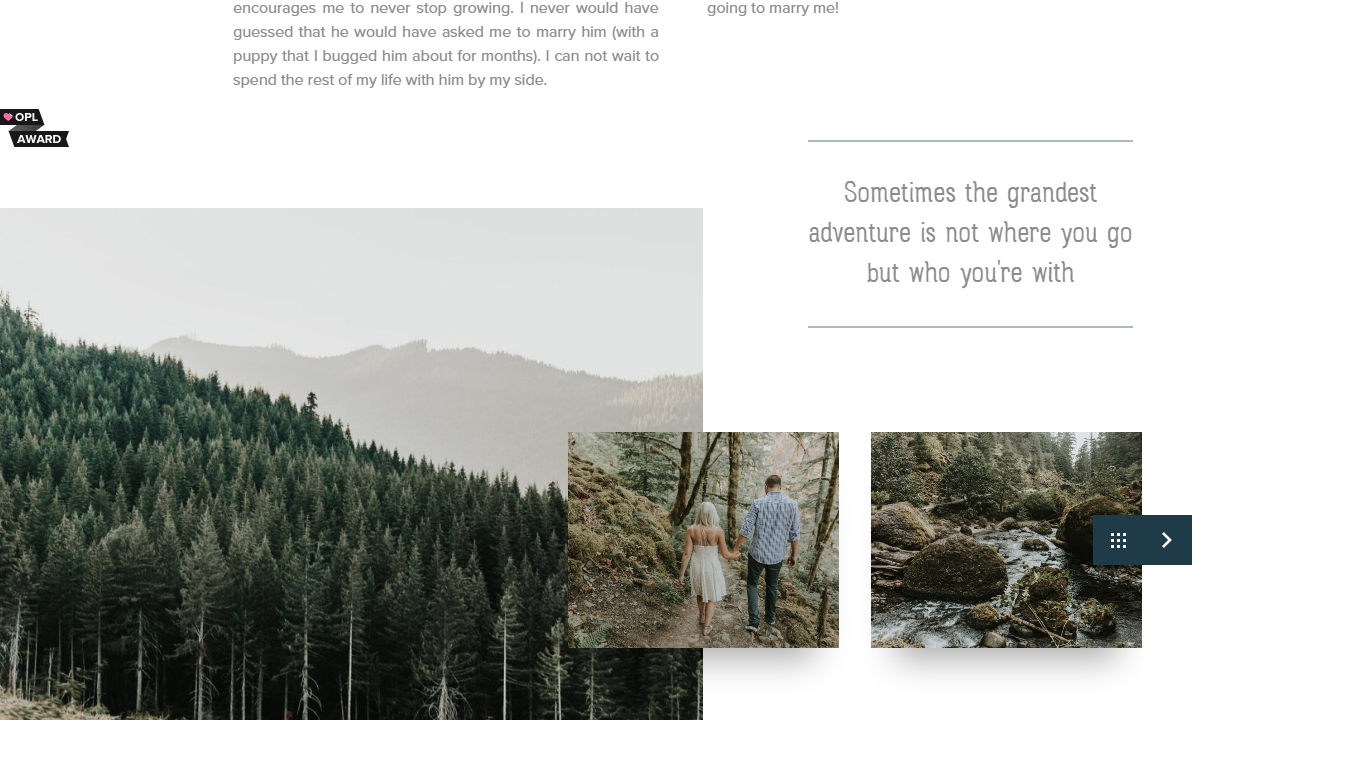 encourages me to never stop growing. I never would have
guessed that he would have asked me to marry him (with a
puppy that I bugged him about for months). I can not wait to
spend the rest of my life with him by my side.
going to marry me!
OPL
AWARD
Sometimes the grandest
adventure is not where you go
but who you're with